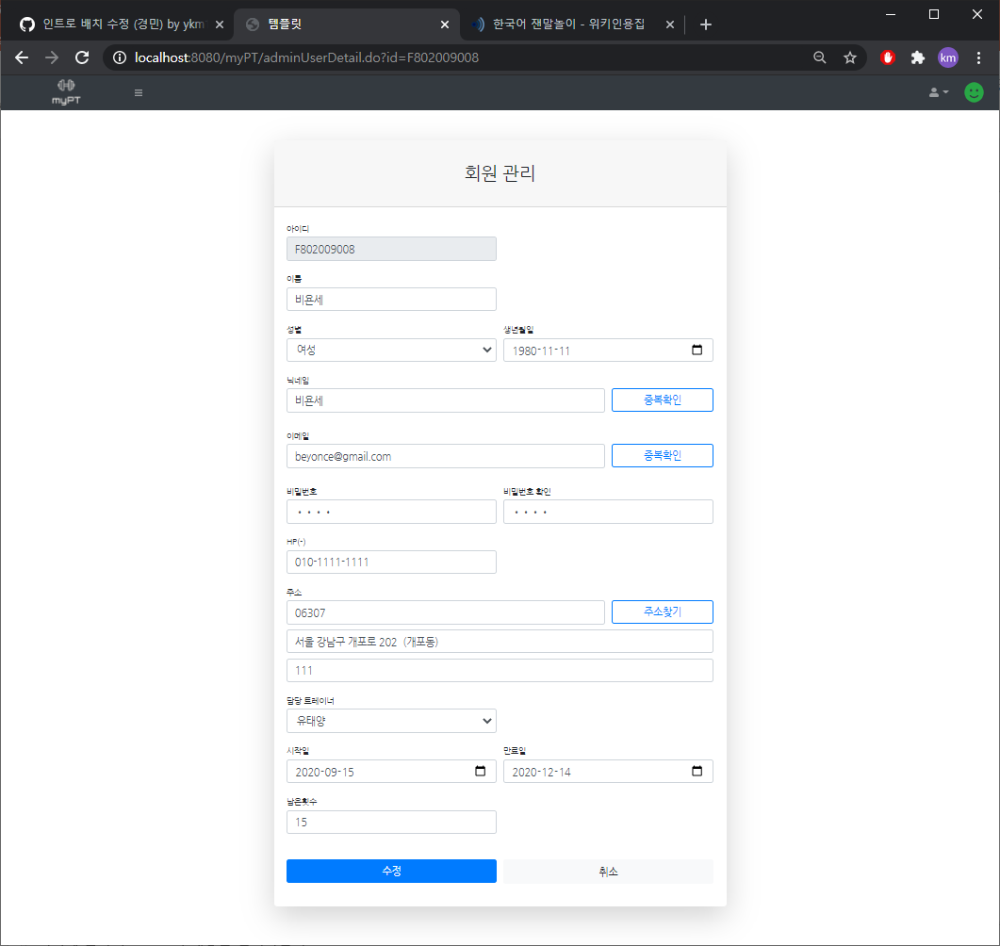 인트로 배치 수정 (경민) by ykm
템플릿
한국어 잰말놀이 - 위키인용집
localhost:8080/myPT/adminUserDetail.do?id=F802009008
km
myPT
회원 관리
아이디
F802009008
이름
비욘세
성별 생년월일
여성 1980-11-11
닉네임
비욘세 중복확인
이메일
beyonce@gmail.com 중복확인
비밀번호 비밀번호 확인
HP(-)
010-1111-1111
주소
06307 주소찾기
서울 강남구 개포로 202 (개포동)
111
담당 트레이너
유태양
시작일 만료일
2020-09-15 2020-12-14
남은횟수
15
수정 취소